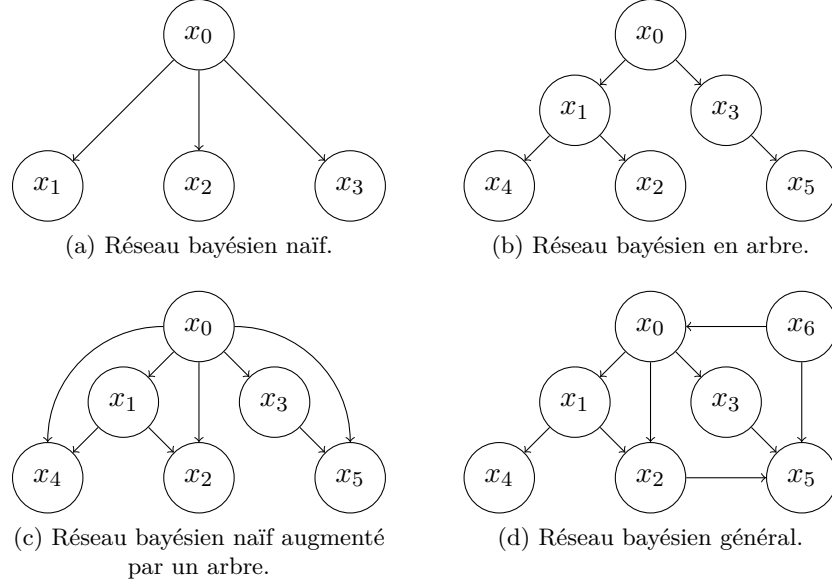 x0
x1
x2
x3
(a) Réseau bayésien naïf.
x0
x1
x3
x4
x2
x5
(b) Réseau bayésien en arbre.
x0
x1
x3
x4
x2
x5
(c) Réseau bayésien naïf augmenté
par un arbre.
x0
x6
x1
x3
x4
x2
x5
(d) Réseau bayésien général.